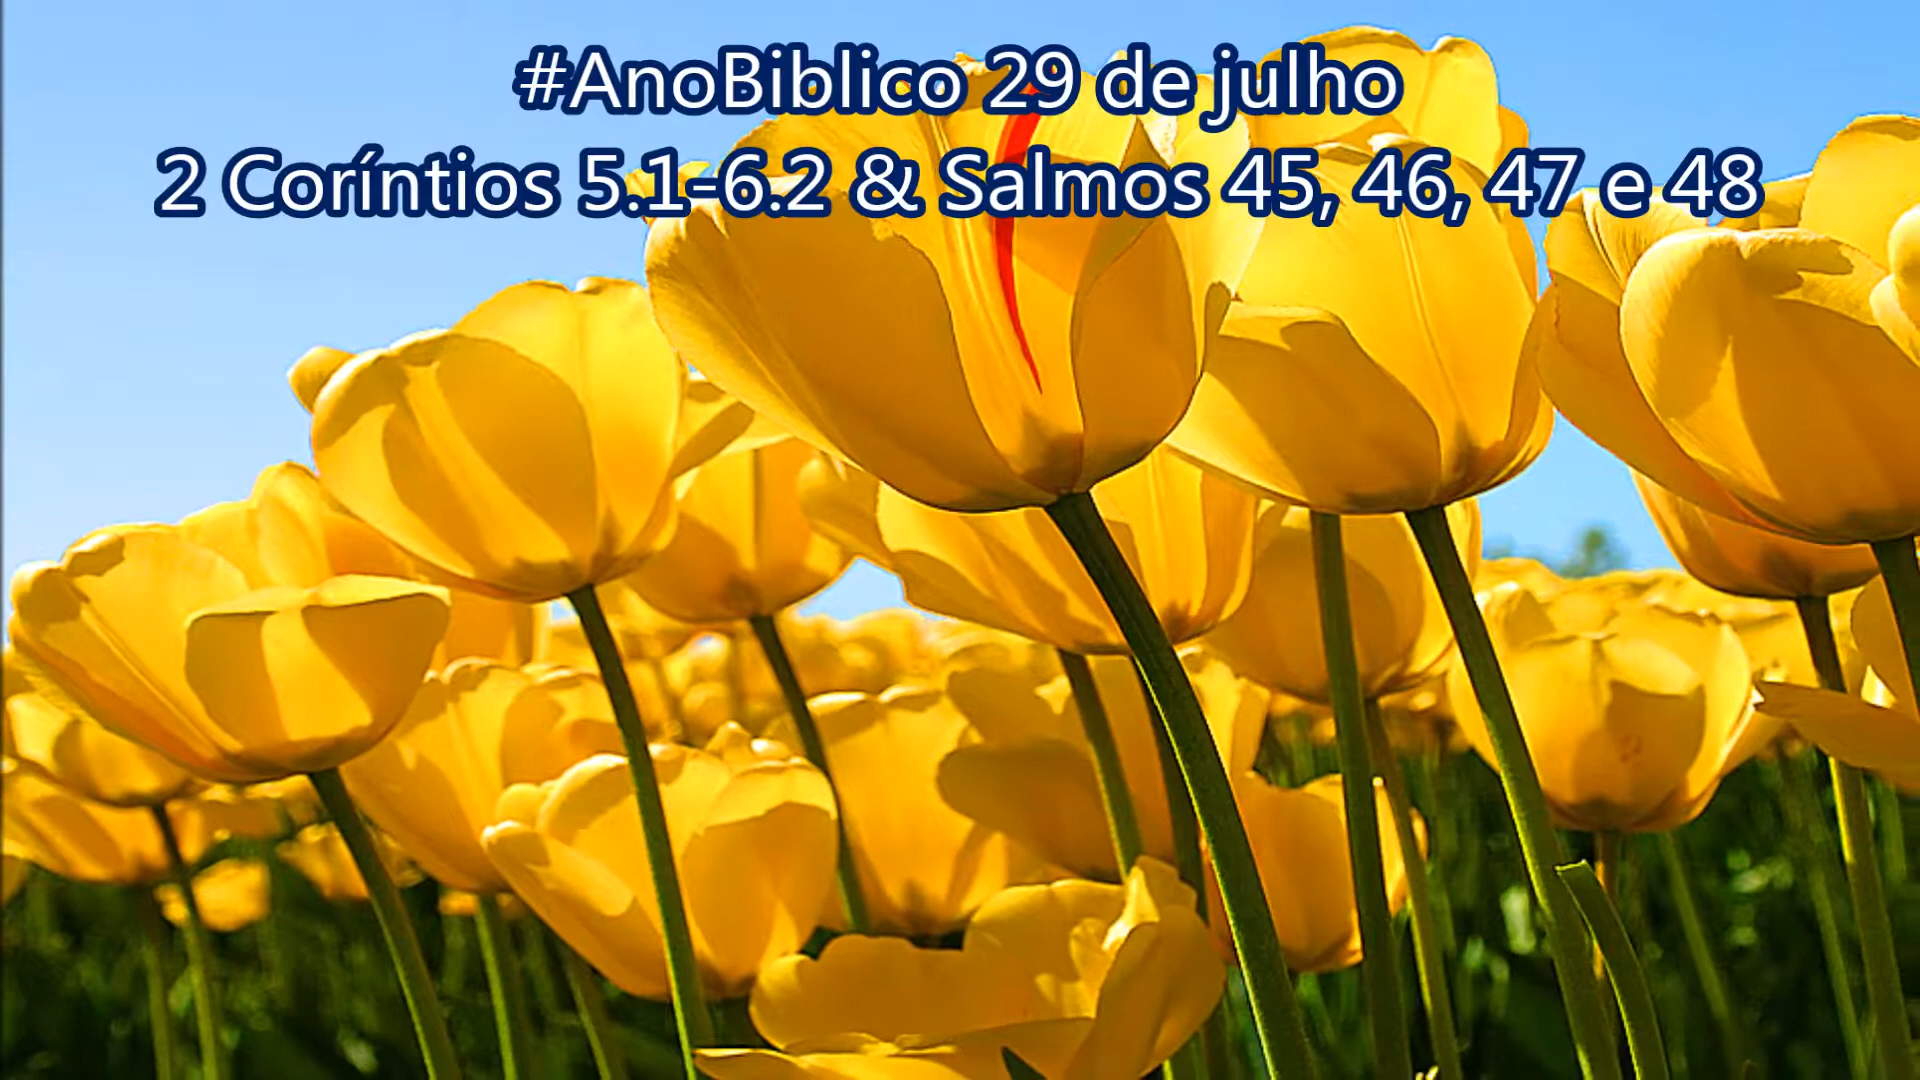 #AnoBiblico 29 de julho
2 Coríntios 5.1-6.2 & Salmos 45, 46, 47 e 48